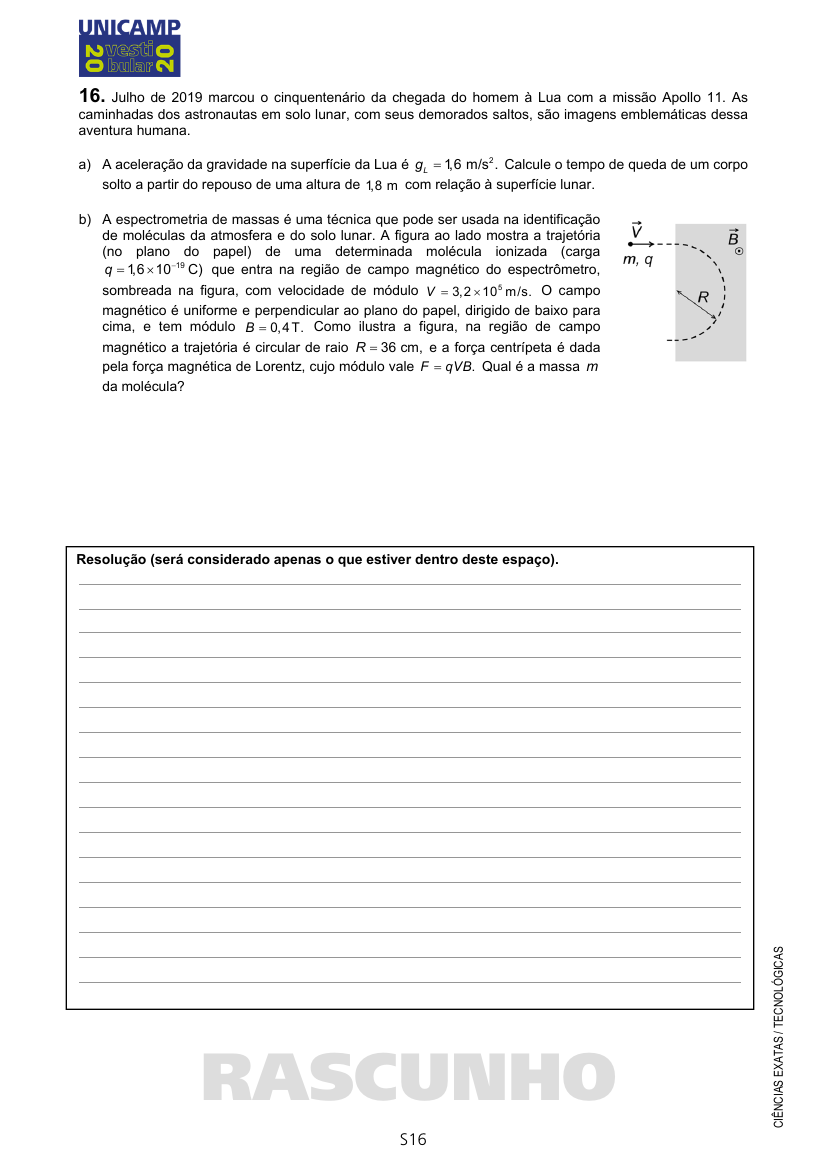 UNICAMP
20 vestibular 20
16. Julho de 2019 marcou o cinquentenário da chegada do homem à Lua com a missão Apollo 11. As
caminhadas dos astronautas em solo lunar, com seus demorados saltos, são imagens emblemáticas dessa
aventura humana.
a) A aceleração da gravidade na superfície da Lua é g_L = 1,6 m/s². Calcule o tempo de queda de um corpo
solto a partir do repouso de uma altura de 1,8 m com relação à superfície lunar.
b) A espectrometria de massas é uma técnica que pode ser usada na identificação
de moléculas da atmosfera e do solo lunar. A figura ao lado mostra a trajetória
(no plano do papel) de uma determinada molécula ionizada (carga
q = 1,6 × 10⁻¹⁹ C) que entra na região de campo magnético do espectrômetro,
sombreada na figura, com velocidade de módulo V = 3,2 × 10⁵ m/s. O campo
magnético é uniforme e perpendicular ao plano do papel, dirigido de baixo para
cima, e tem módulo B = 0,4 T. Como ilustra a figura, na região de campo
magnético a trajetória é circular de raio R = 36 cm, e a força centrípeta é dada
pela força magnética de Lorentz, cujo módulo vale F = qVB. Qual é a massa m
da molécula?
V
B
m, q
R
Resolução (será considerado apenas o que estiver dentro deste espaço).
CIÊNCIAS EXATAS / TECNOLÓGICAS
RASCUNHO
S16